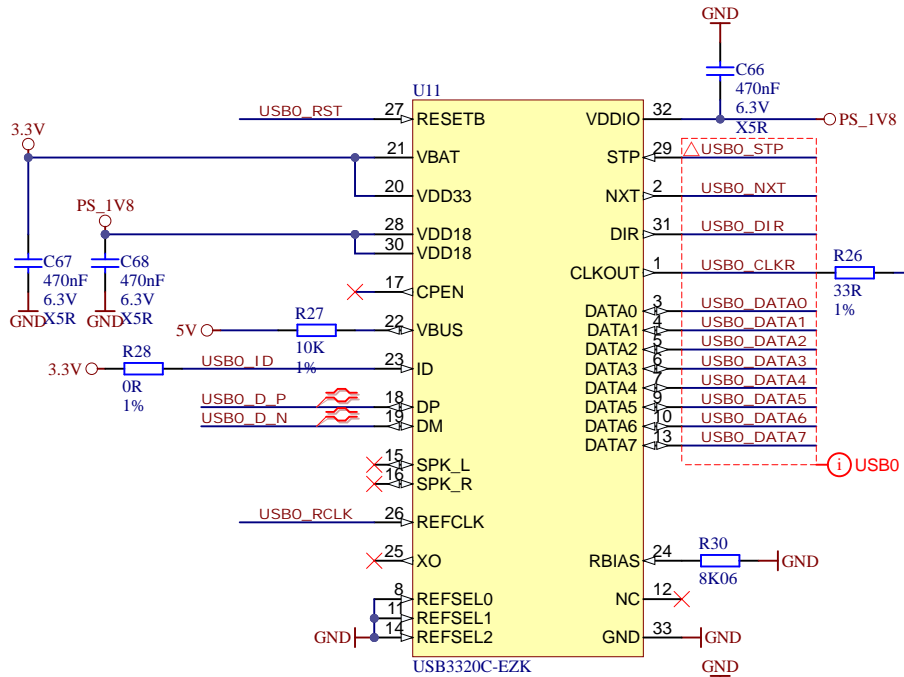 GND
C66
470nF
6.3V
X5R
U11
USB0_RST
27
RESETB
VDDIO
32
PS_1V8
3.3V
21
VBAT
STP
29
USB0_STP
20
VDD33
NXT
2
USB0_NXT
PS_1V8
28
VDD18
DIR
31
USB0_DIR
30
VDD18
C67
470nF
6.3V
X5R
GND
C68
470nF
6.3V
X5R
GND
CLKOUT
1
USB0_CLKR
R26
33R
1%
17
CPEN
DATA0
3
USB0_DATA0
5V
R27
10K
1%
22
VBUS
DATA1
4
USB0_DATA1
DATA2
5
USB0_DATA2
3.3V
R28
0R
1%
USB0_ID
23
ID
DATA3
6
USB0_DATA3
DATA4
7
USB0_DATA4
USB0_D_P
18
DP
DATA5
9
USB0_DATA5
USB0_D_N
19
DM
DATA6
10
USB0_DATA6
DATA7
13
USB0_DATA7
15
SPK_L
i
USB0
16
SPK_R
USB0_RCLK
26
REFCLK
25
XO
RBIAS
24
R30
8K06
GND
8
REFSEL0
NC
12
11
REFSEL1
GND
14
REFSEL2
GND
33
GND
USB3320C-EZK
GND